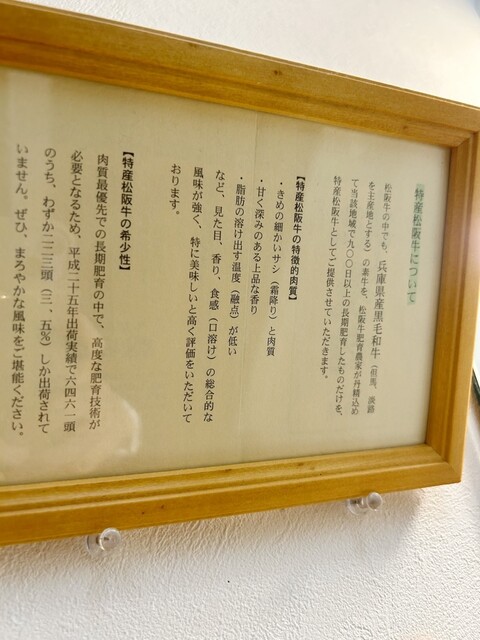 特産松阪牛について
松阪牛の中でも、兵庫県産黒毛和牛（但馬、淡路
を主産地とする）の素牛を、松阪牛肥育農家が丹精込め
て当該地域で九〇〇日以上の長期肥育したものだけを、
特産松阪牛としてご提供させていただきます。
【特産松阪牛の特徴的肉質】
・きめの細かいサシ（霜降り）と肉質
・甘く深みのある上品な香り
・脂肪の溶け出す温度（融点）が低い
など、見た目、香り、食感（口溶け）の総合的な
風味が強く、特に美味しいと高く評価をいただいて
おります。
【特産松阪牛の希少性】
肉質最優先での長期肥育の中で、高度な肥育技術が
必要となるため、平成二十五年出荷実績で六四六一頭
のうち、わずか二二三頭（三、五％）しか出荷されて
いません。ぜひ、まろやかな風味をご堪能ください。